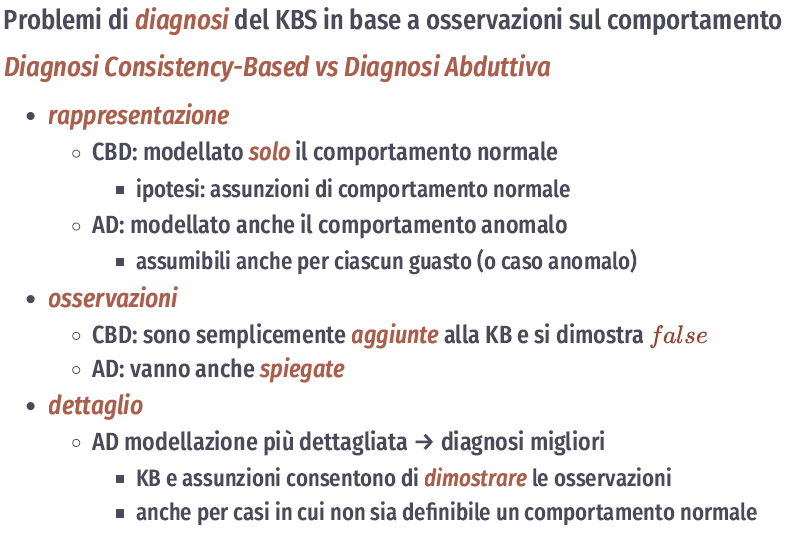 Problemi di diagnosi del KBS in base a osservazioni sul comportamento
Diagnosi Consistency-Based vs Diagnosi Abduttiva
• rappresentazione
◦ CBD: modellato solo il comportamento normale
▪ ipotesi: assunzioni di comportamento normale
◦ AD: modellato anche il comportamento anomalo
▪ assumibili anche per ciascun guasto (o caso anomalo)
• osservazioni
◦ CBD: sono semplicemente aggiunte alla KB e si dimostra false
◦ AD: vanno anche spiegate
• dettaglio
◦ AD modellazione più dettagliata → diagnosi migliori
▪ KB e assunzioni consentono di dimostrare le osservazioni
▪ anche per casi in cui non sia definibile un comportamento normale